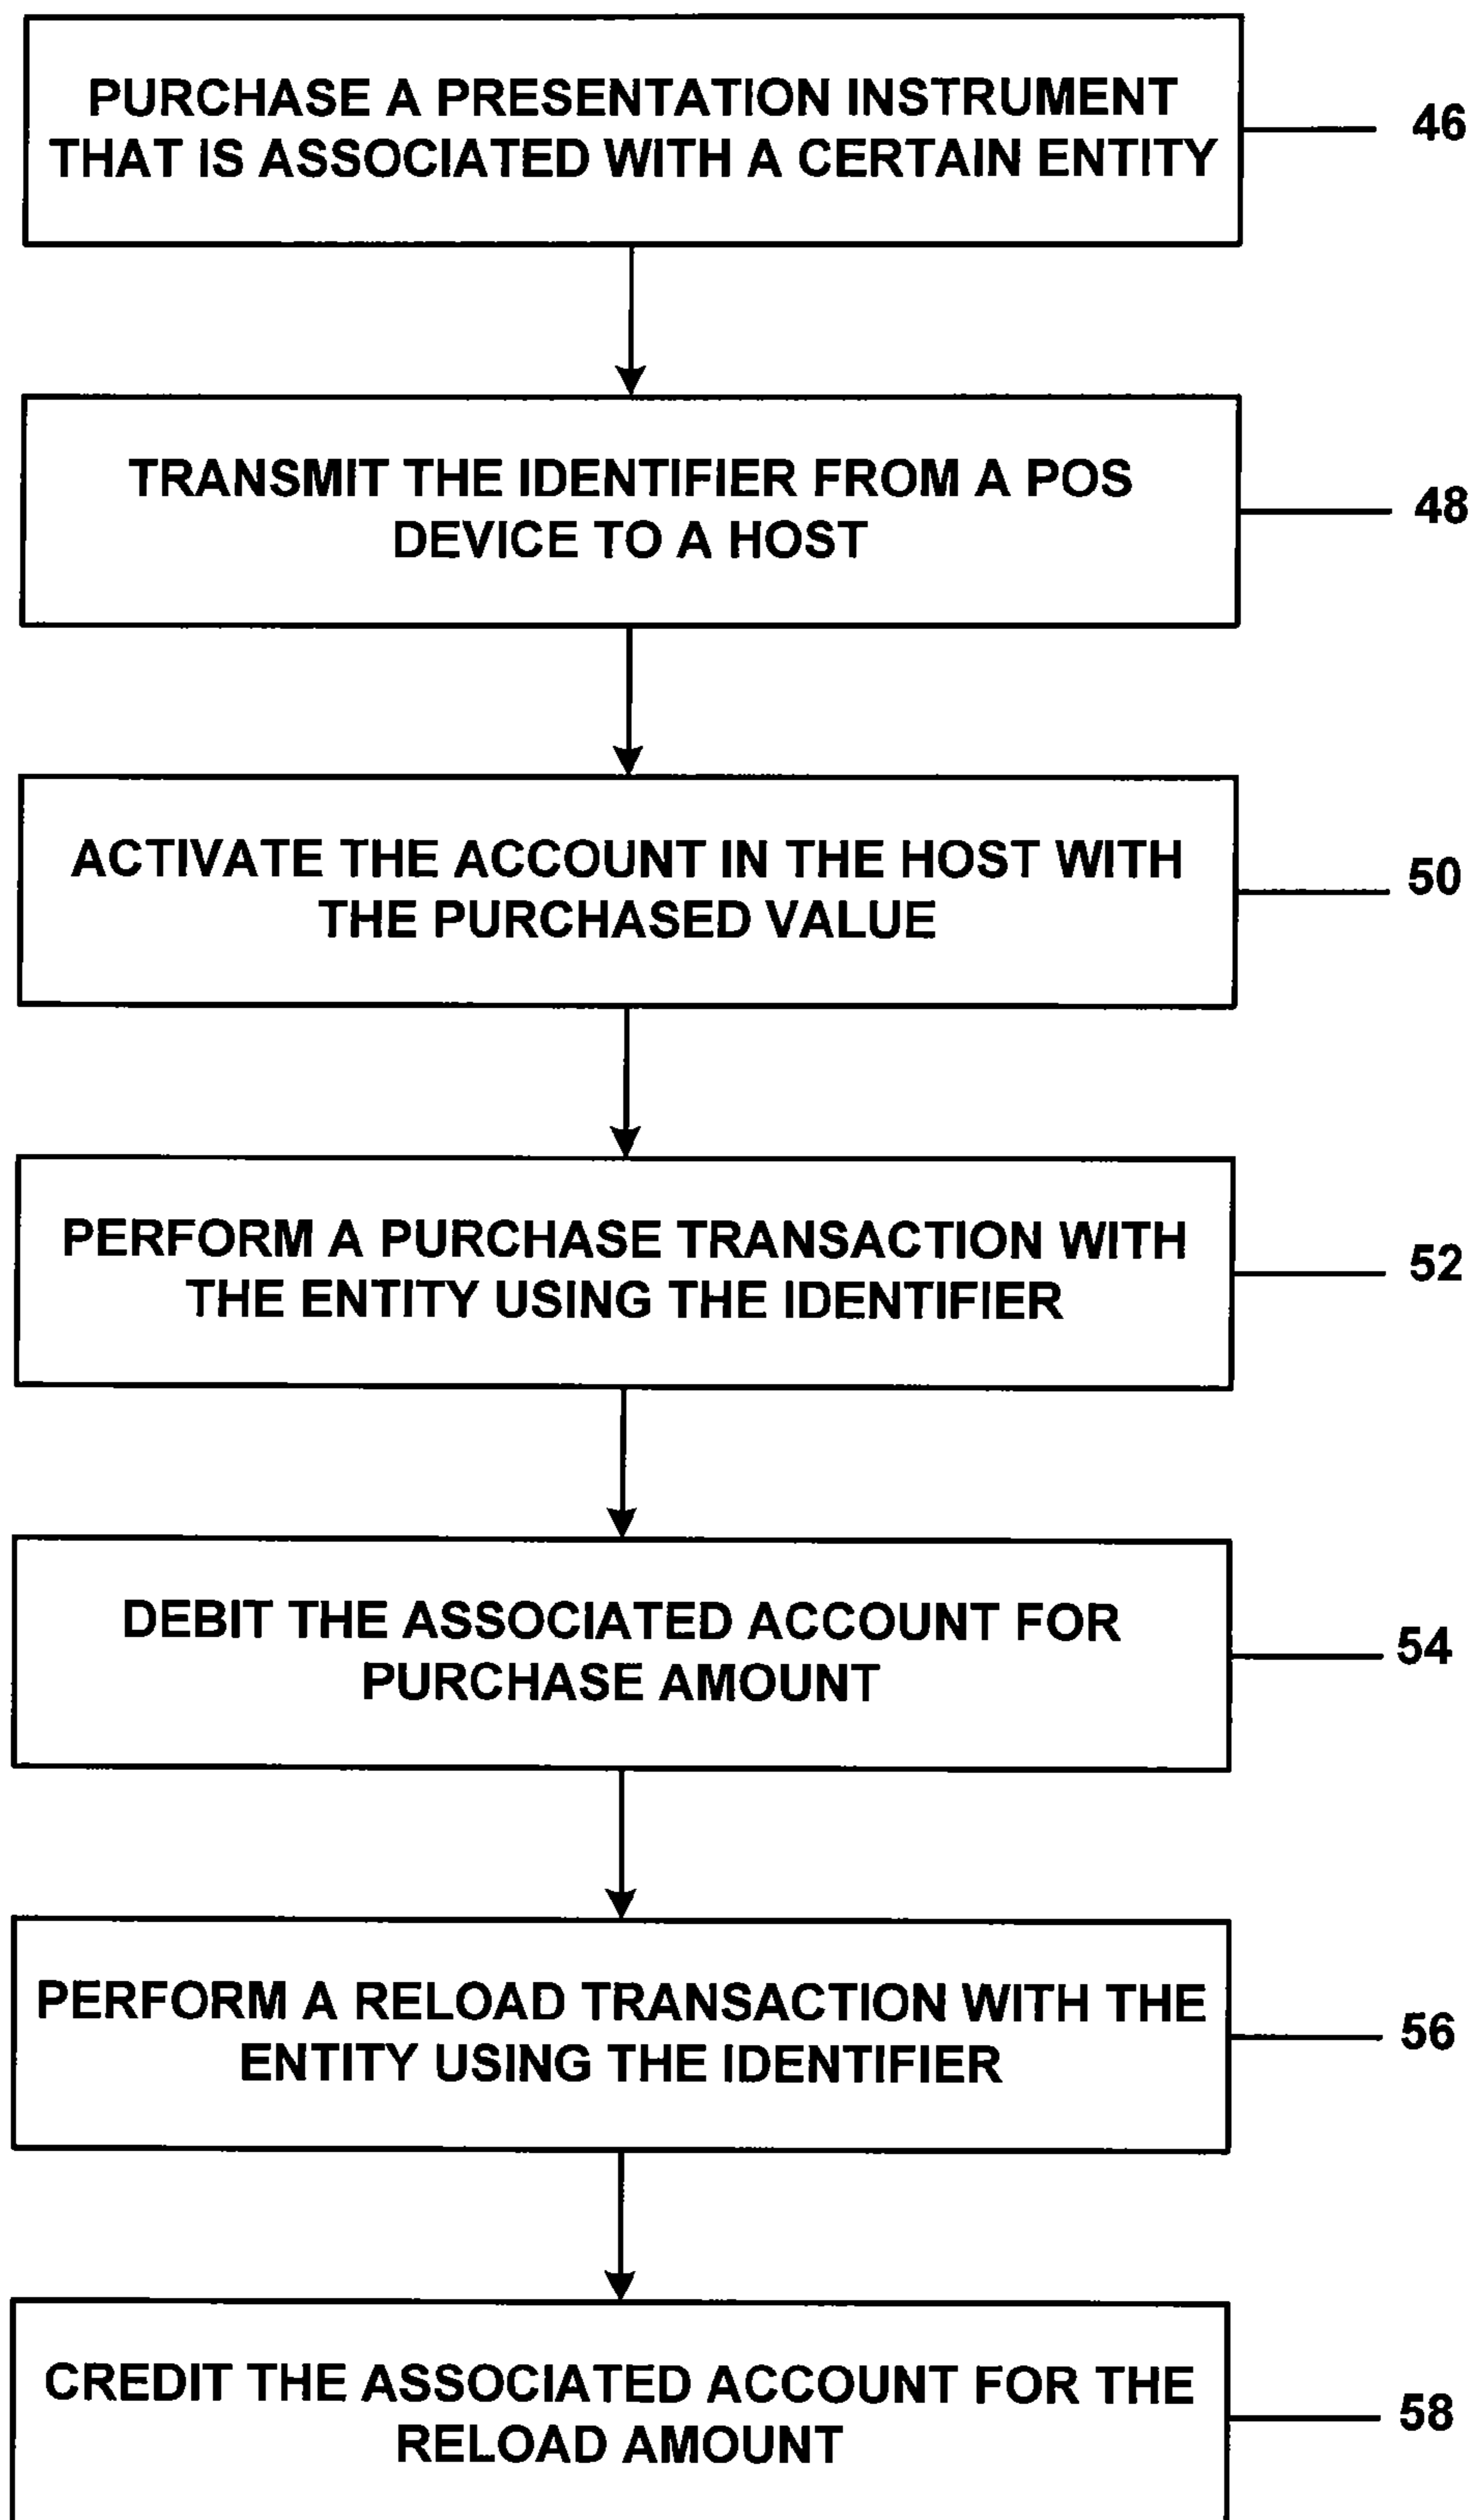 PURCHASE A PRESENTATION INSTRUMENT
THAT IS ASSOCIATED WITH A CERTAIN ENTITY
46
TRANSMIT THE IDENTIFIER FROM A POS
DEVICE TO A HOST
48
ACTIVATE THE ACCOUNT IN THE HOST WITH
THE PURCHASED VALUE
50
PERFORM A PURCHASE TRANSACTION WITH
THE ENTITY USING THE IDENTIFIER
52
DEBIT THE ASSOCIATED ACCOUNT FOR
PURCHASE AMOUNT
54
PERFORM A RELOAD TRANSACTION WITH THE
ENTITY USING THE IDENTIFIER
56
CREDIT THE ASSOCIATED ACCOUNT FOR THE
RELOAD AMOUNT
58